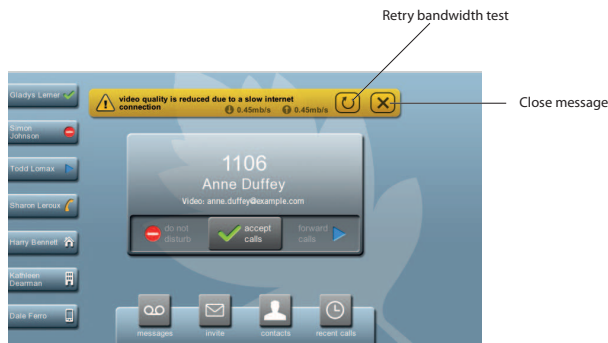 Retry bandwidth test
Close message
video quality is reduced due to a slow internet
connection 0.45mb/s 0.45mb/s
Gladys Lerner
Simon
Johnson
Todd Lomax
Sharon Leroux
Harry Bennett
Kathleen
Dearman
Dale Ferro
1106
Anne Duffey
Video: anne.duffey@example.com
do not
disturb
accept
calls
forward
calls
messages
invite
contacts
recent calls